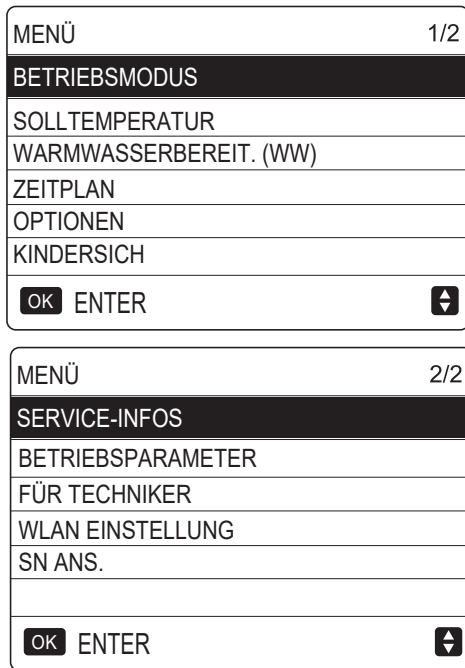 MENÜ 1/2
BETRIEBSMODUS
SOLLTEMPERATUR
WARMWASSERBEREIT. (WW)
ZEITPLAN
OPTIONEN
KINDERSICH
OK ENTER
MENÜ 2/2
SERVICE-INFOS
BETRIEBSPARAMETER
FÜR TECHNIKER
WLAN EINSTELLUNG
SN ANS.
OK ENTER